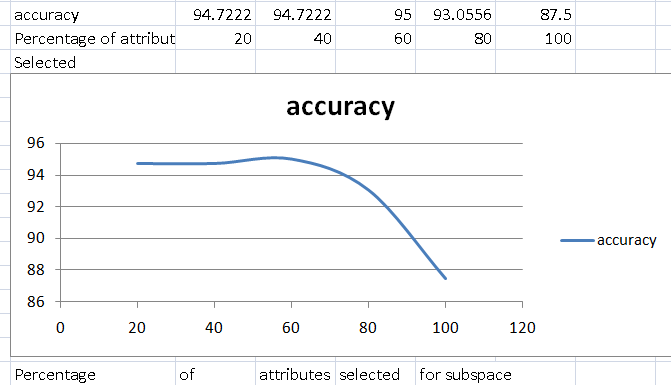 accuracy 94.7222 94.7222 95 93.0556 87.5
Percentage of attribut 20 40 60 80 100
Selected
accuracy
96
94
92
90
88
86
accuracy
0 20 40 60 80 100 120
Percentage of attributes selected for subspace